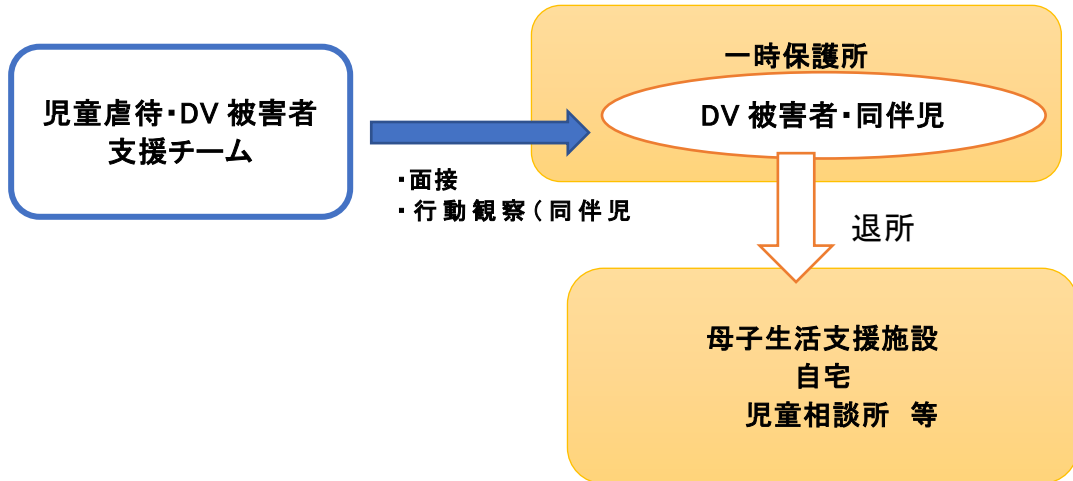 児童虐待・DV 被害者
支援チーム
・面接
・行動観察(同伴児
一時保護所
DV 被害者・同伴児
退所
母子生活支援施設
自宅
児童相談所　等